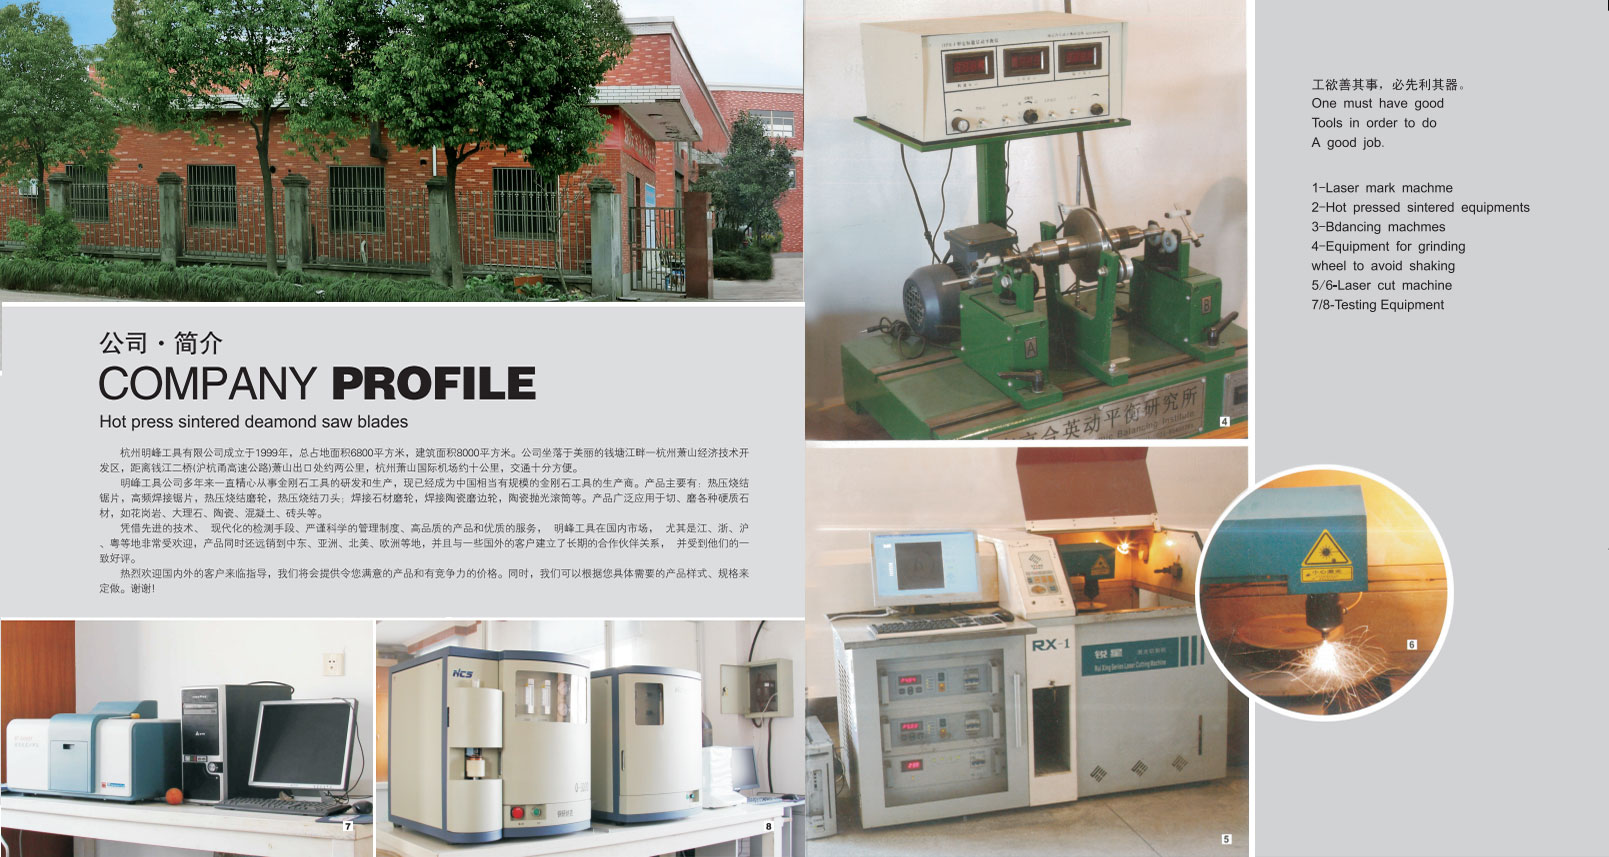 公司·简介
COMPANY PROFILE
Hot press sintered deamond saw blades
杭州明峰工具有限公司成立于1999年，总占地面积6800平方米，建筑面积8000平方米。公司坐落于美丽的钱塘江畔—杭州萧山经济技术开
发区，距离钱江二桥(沪杭甬高速公路)萧山出口处约两公里，杭州萧山国际机场约十公里，交通十分方便。
明峰工具公司多年来一直精心从事金刚石工具的研发和生产，现已经成为中国相当有规模的金刚石工具的生产商。产品主要有：热压烧结
锯片，高频焊接锯片，热压烧结磨轮，热压烧结刀头；焊接石材磨轮，焊接陶瓷磨边轮，陶瓷抛光滚筒等。产品广泛应用于切、磨各种硬质石
材，如花岗岩、大理石、陶瓷、混凝土、砖头等。
凭借先进的技术、 现代化的检测手段、严谨科学的管理制度、高品质的产品和优质的服务， 明峰工具在国内市场， 尤其是江、浙、沪
、粤等地非常受欢迎，产品同时还远销到中东、亚洲、北美、欧洲等地，并且与一些国外的客户建立了长期的合作伙伴关系， 并受到他们的一
致好评。
热烈欢迎国内外的客户来临指导，我们将会提供令您满意的产品和有竞争力的价格。同时，我们可以根据您具体需要的产品样式、规格来
定做。谢谢!
7
NCS
8
A
B
合英动平衡研究所
Balancing Institute
4
RX-1
锐星 激光切割机
Rui Xing Series Laser Cutting Machine
5
6
工欲善其事，必先利其器。
One must have good
Tools in order to do
A good job.
1-Laser mark machme
2-Hot pressed sintered equipments
3-Bdancing machmes
4-Equipment for grinding
wheel to avoid shaking
5/6-Laser cut machine
7/8-Testing Equipment